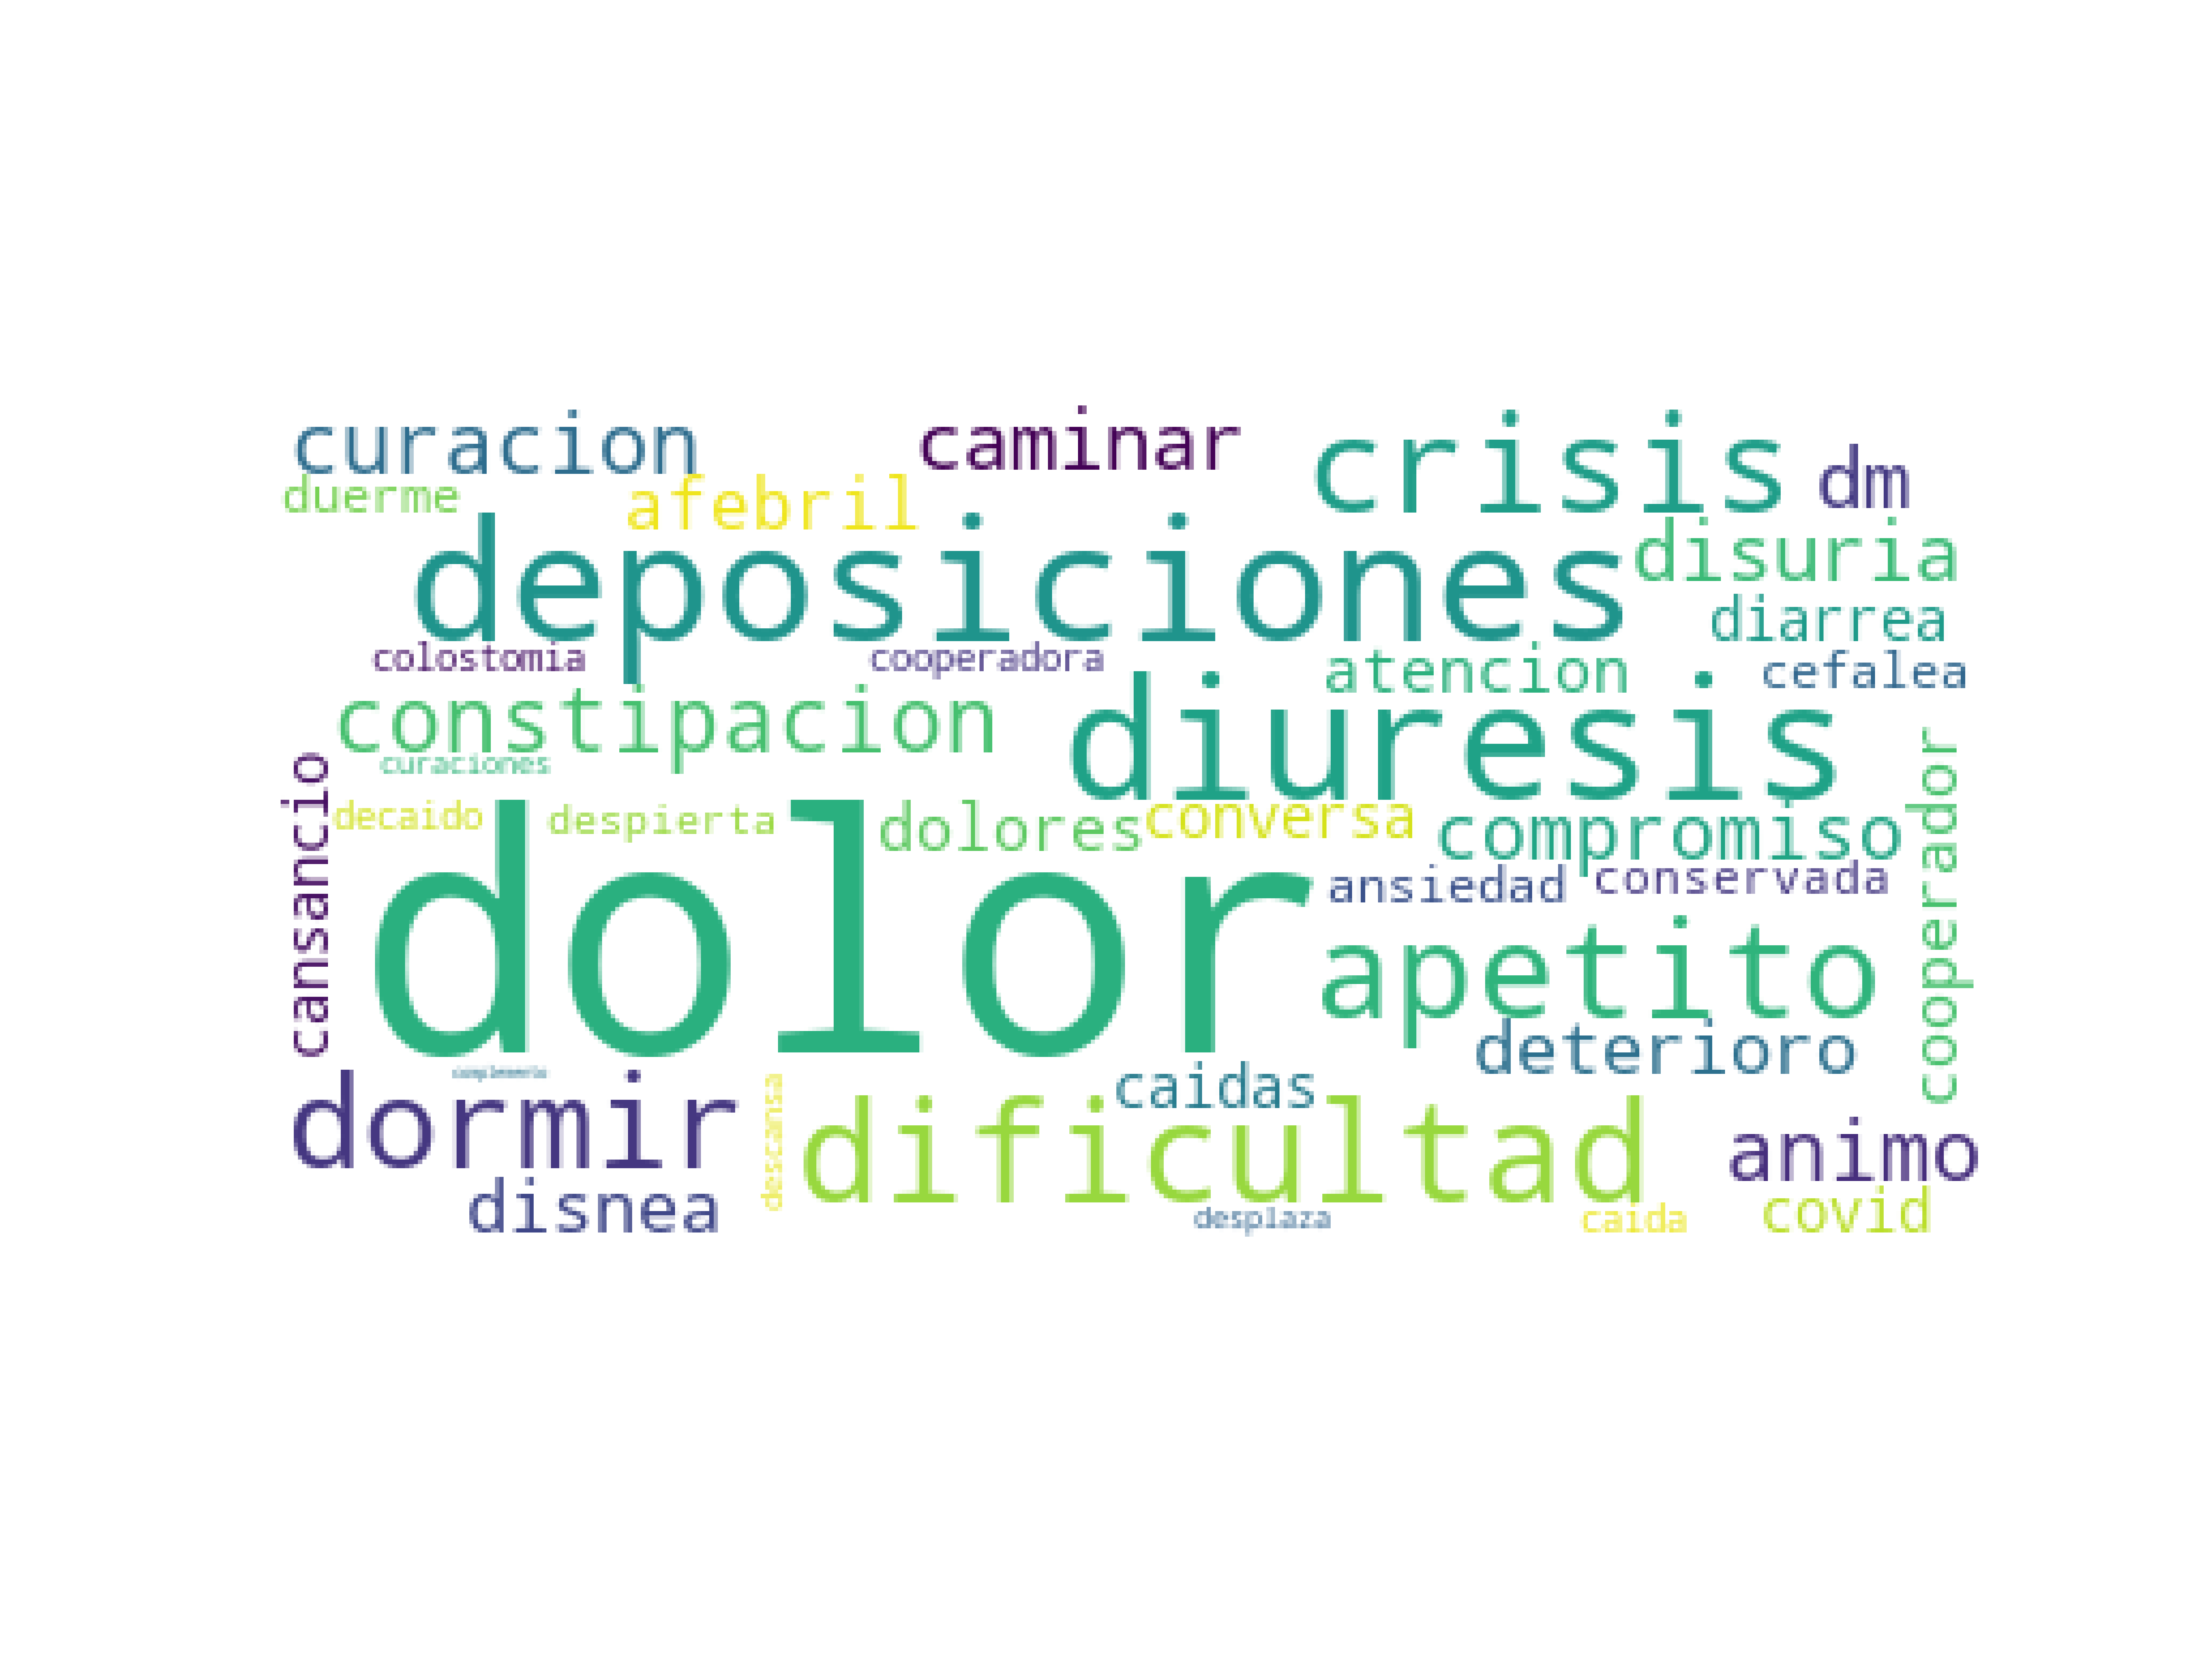 curacion caminar crisis dm
duerme afebril disuria
deposiciones diarrea
colostomia cooperadora atencion cefalea
constipacion diuresis
curaciones
cansancio decaido despierta dolores conversa compromiso cooperador
dolor ansiedad conservada
apetito
deterioro
dormir descansa caidas
dificultad animo
disnea desplaza caida covid